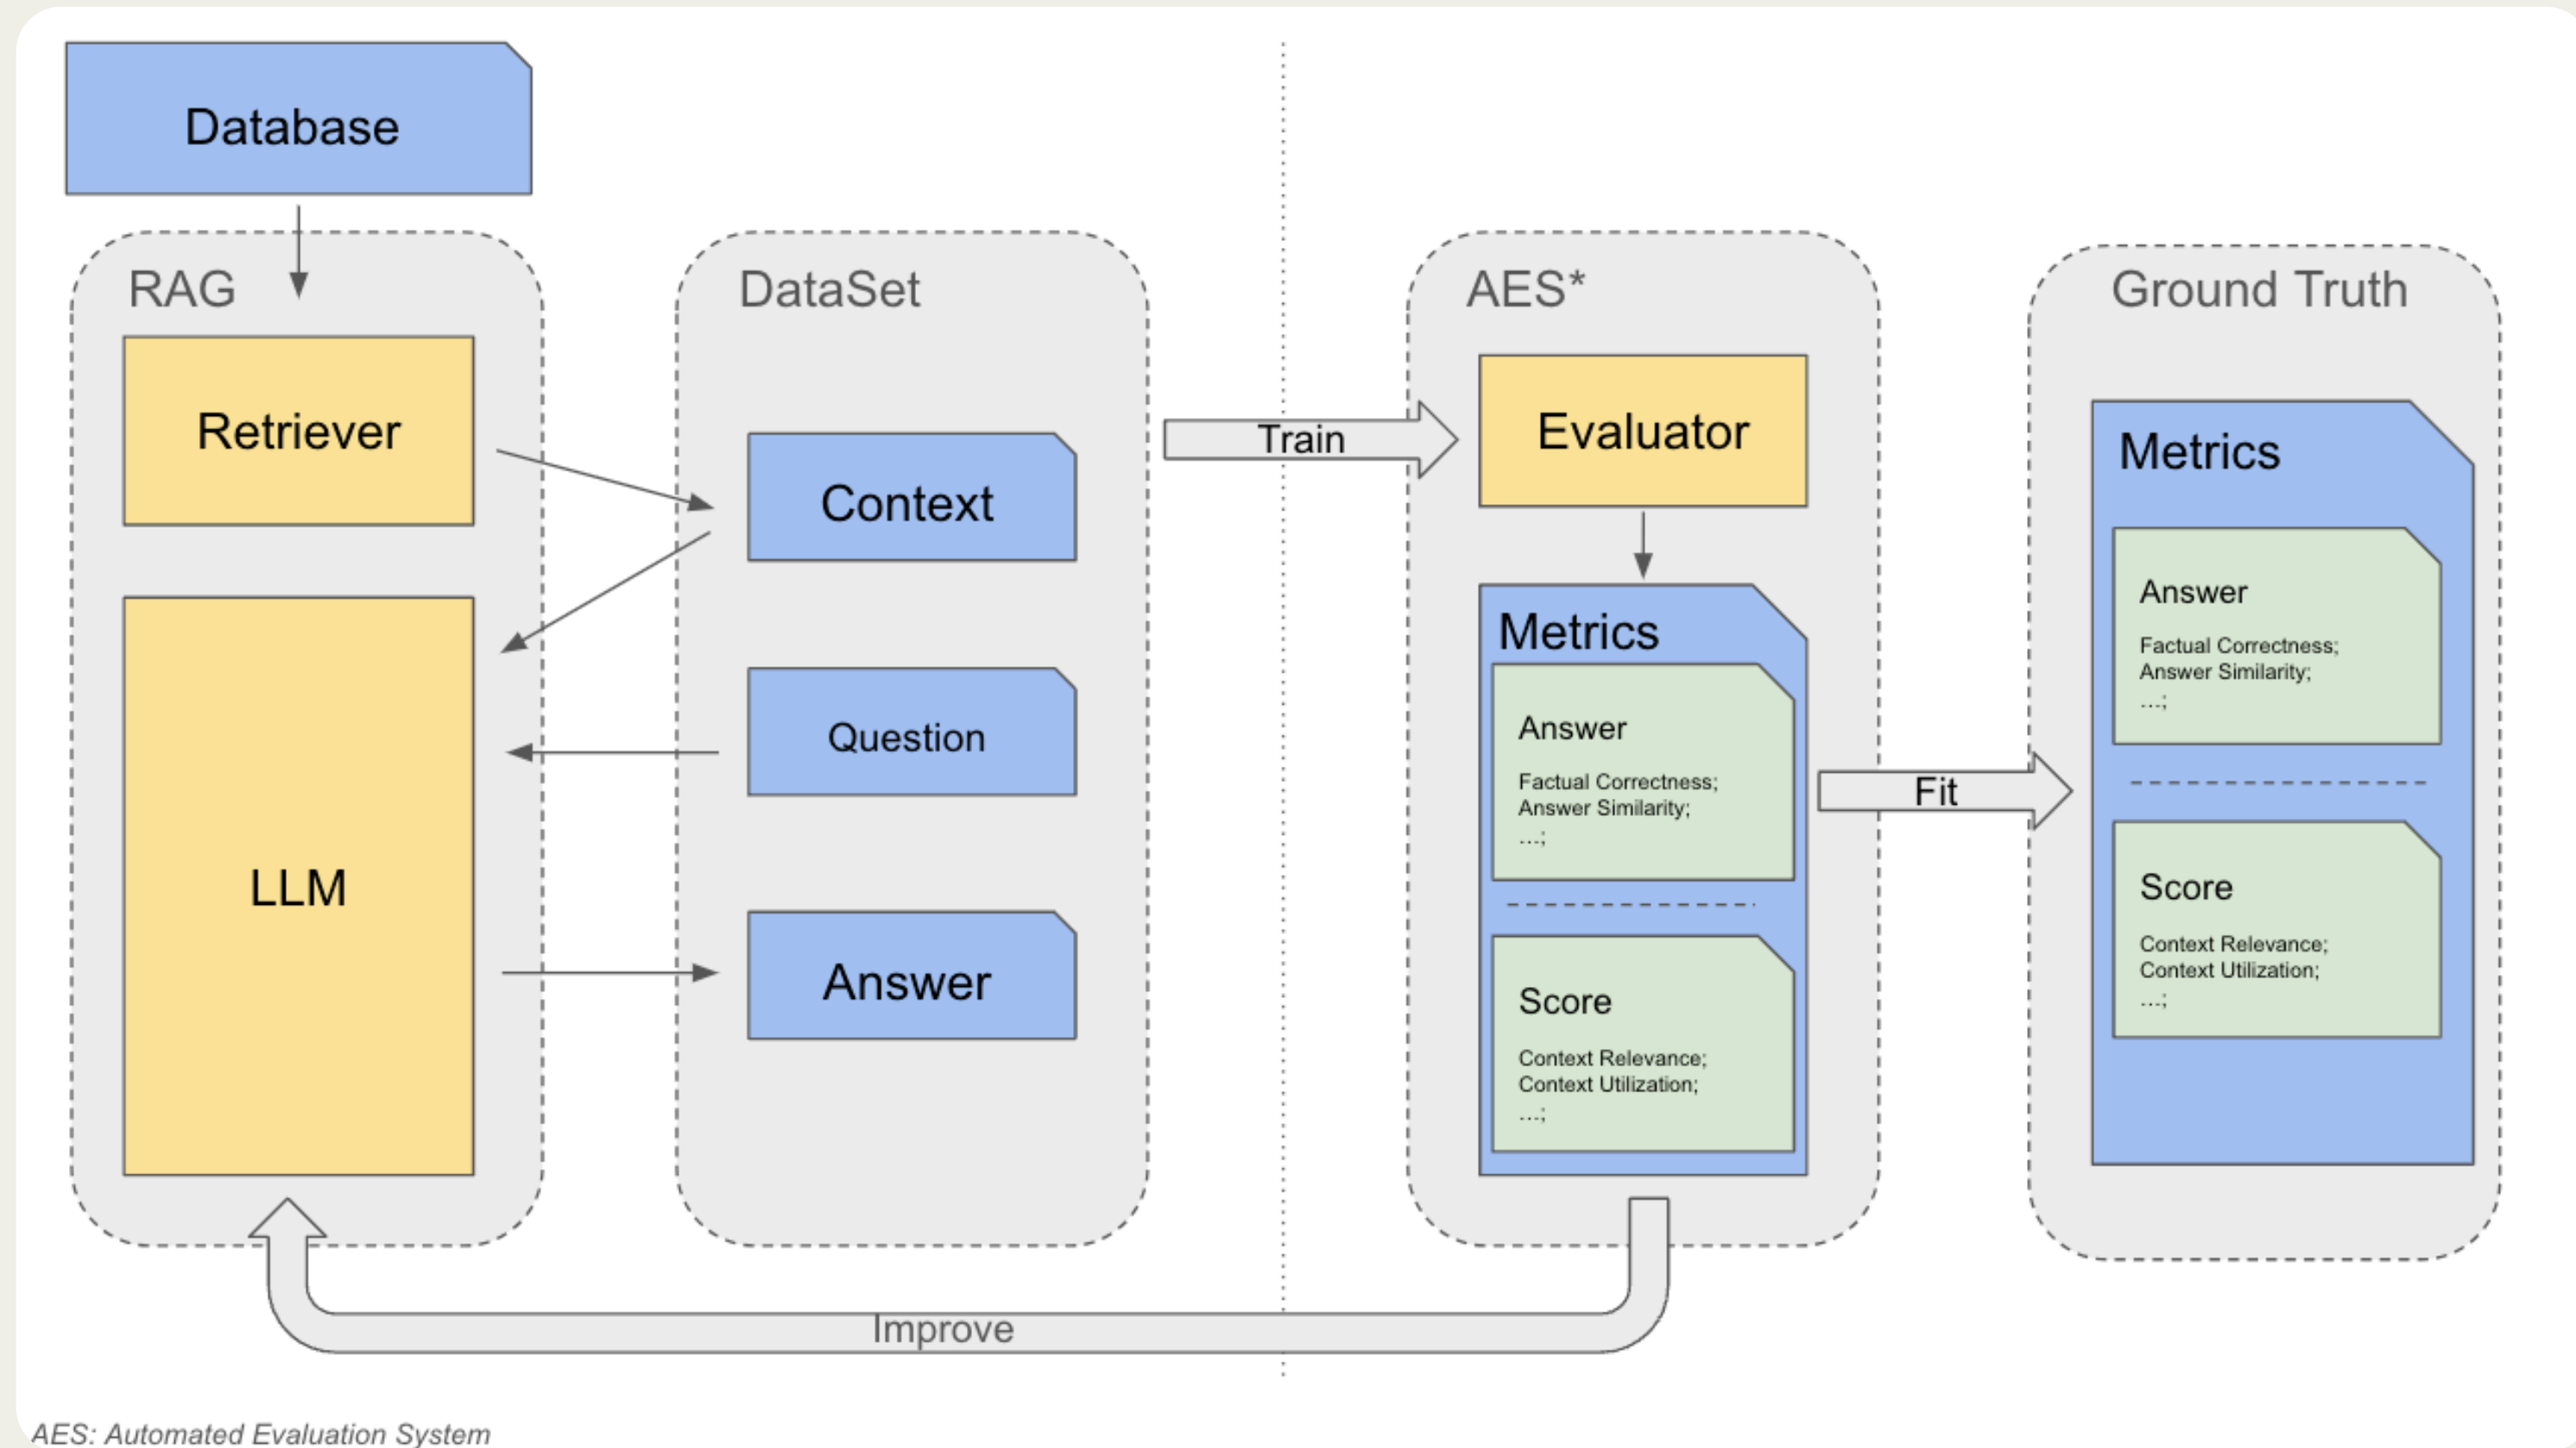 Database
RAG
Retriever
LLM
DataSet
Context
Question
Answer
Train
AES*
Evaluator
Metrics
Answer
Factual Correctness;
Answer Similarity;
...;
Score
Context Relevance;
Context Utilization;
...;
Fit
Ground Truth
Metrics
Answer
Factual Correctness;
Answer Similarity;
...;
Score
Context Relevance;
Context Utilization;
...;
Improve
AES: Automated Evaluation System